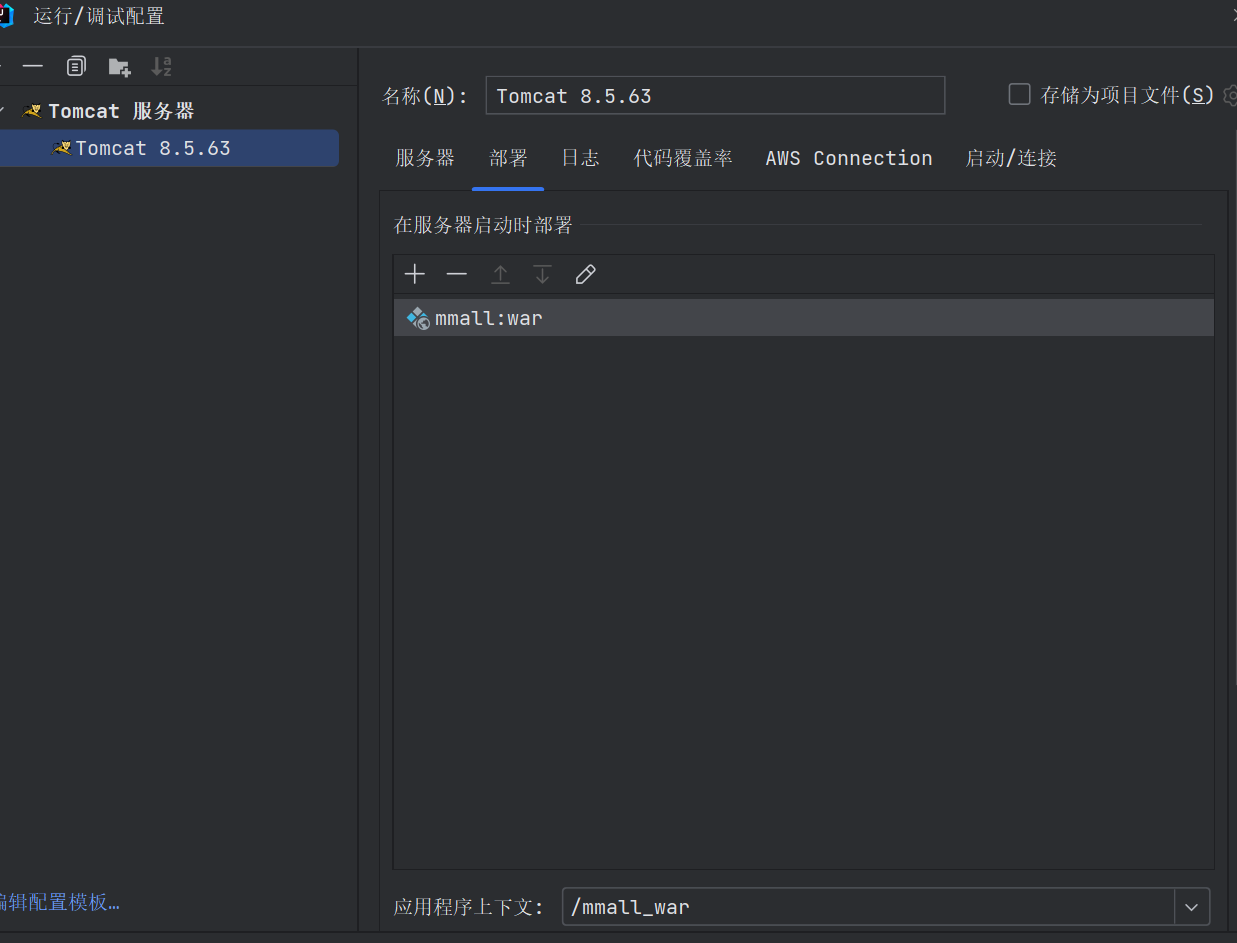 运行/调试配置
名称(N): Tomcat 8.5.63 存储为项目文件(S)
Tomcat 服务器
Tomcat 8.5.63
服务器 部署 日志 代码覆盖率 AWS Connection 启动/连接
在服务器启动时部署
mmall:war
编辑配置模板…
应用程序上下文: /mmall_war